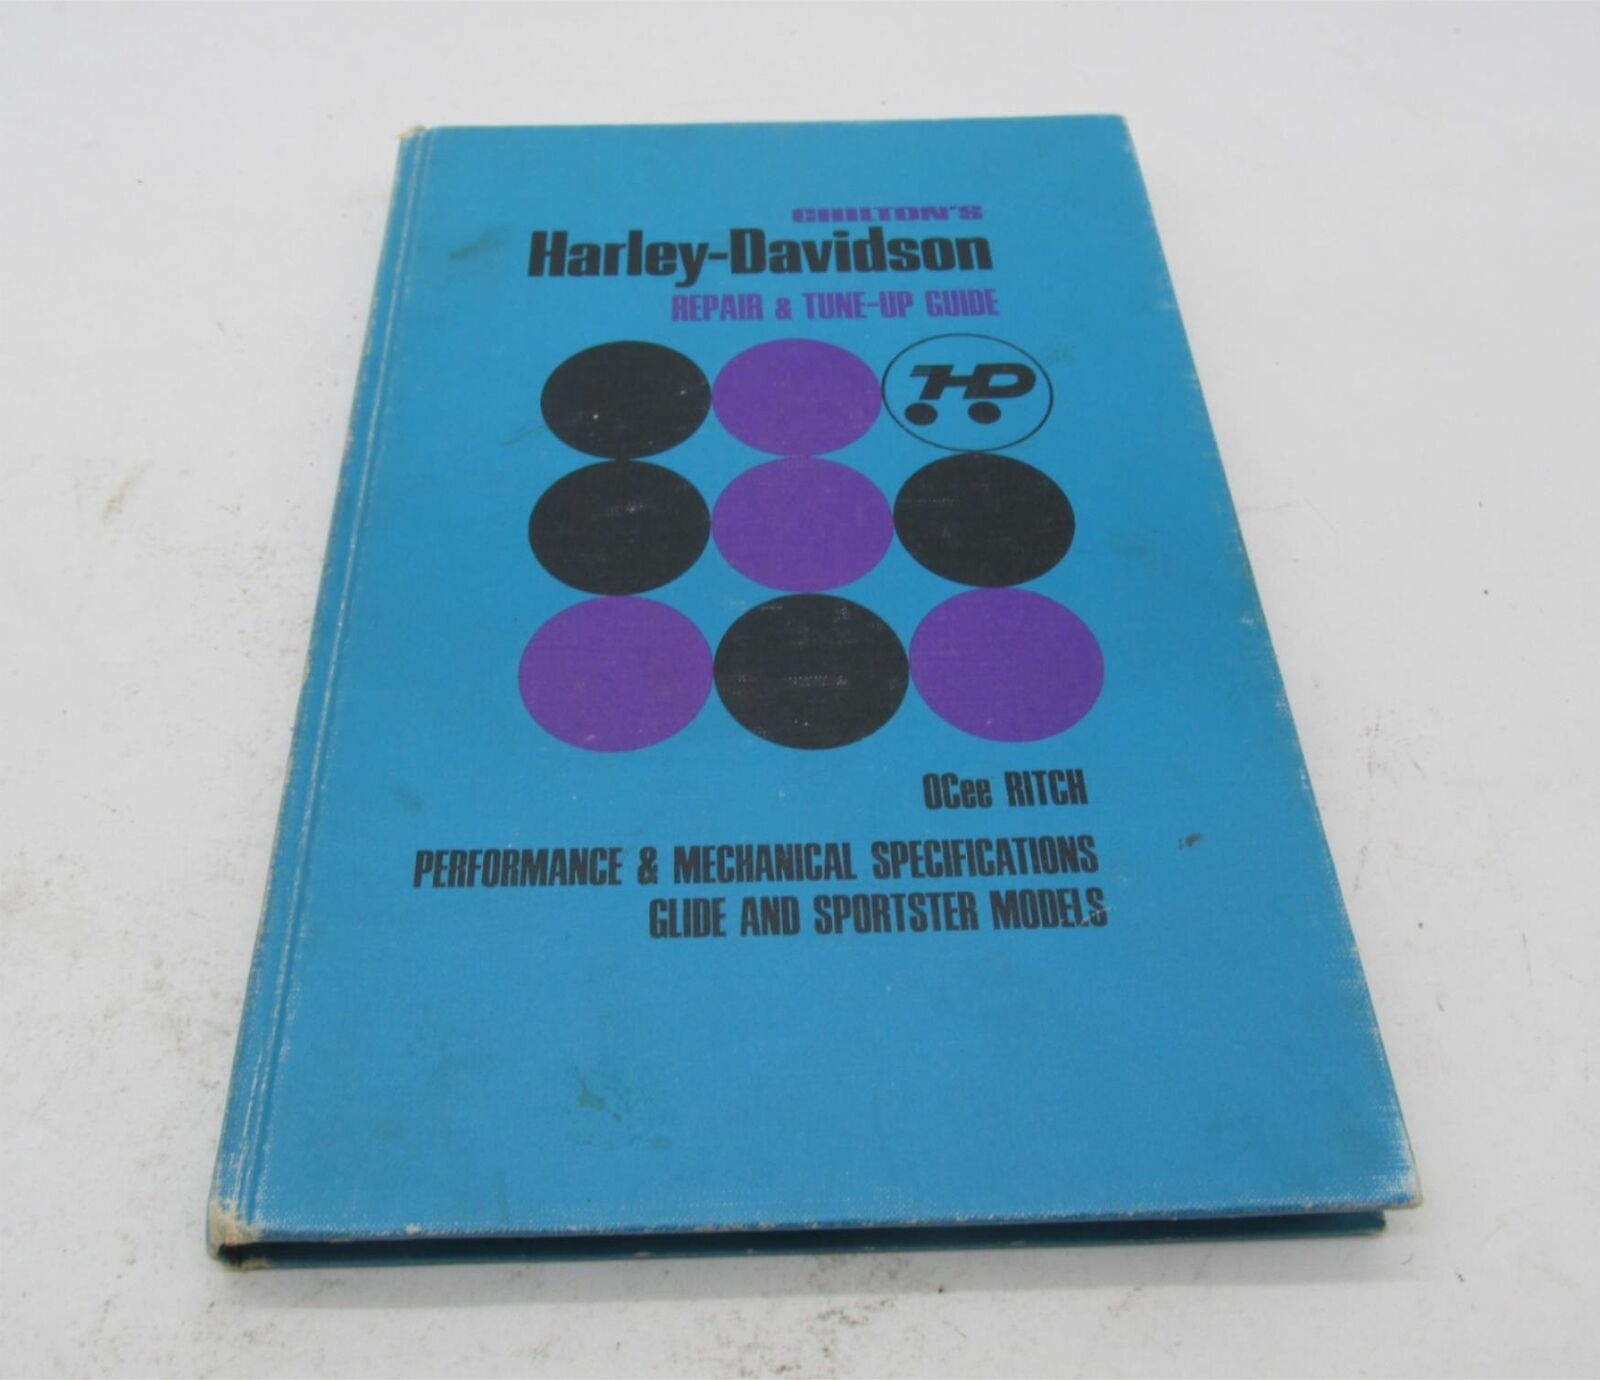 CHILTON'S
Harley-Davidson
REPAIR & TUNE-UP GUIDE
HD
OCee RITCH
PERFORMANCE & MECHANICAL SPECIFICATIONS
GLIDE AND SPORTSTER MODELS